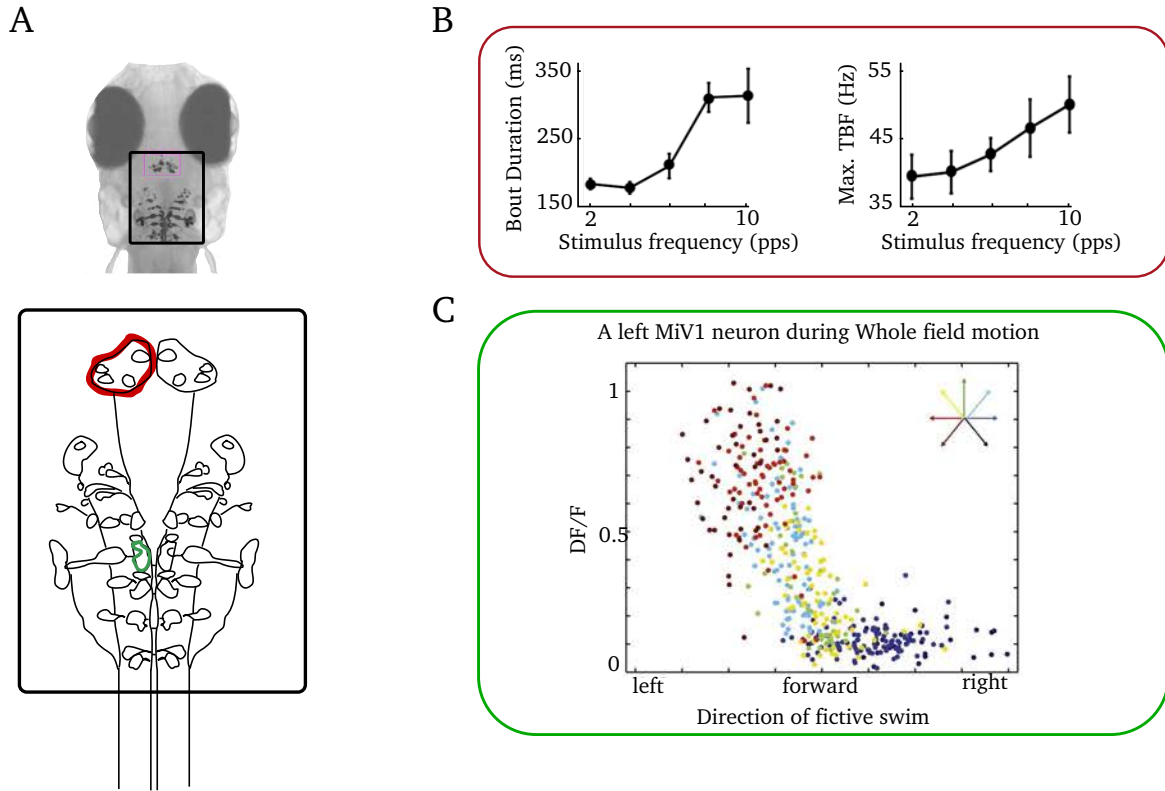 A
B
Bout Duration (ms)
350
250
150
2
10
Stimulus frequency (pps)
Max. TBF (Hz)
55
45
35
2
10
Stimulus frequency (pps)
C
A left MiV1 neuron during Whole field motion
DF/F
1
0.5
0
left
forward
right
Direction of fictive swim